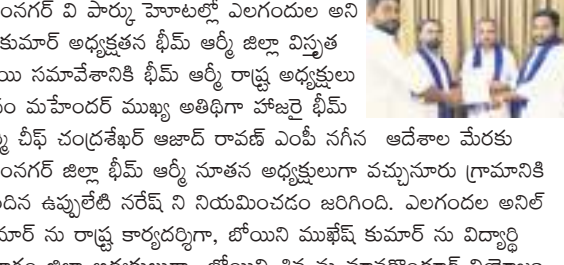 ంనగర్ వి పార్కు హెూటల్లో ఎలగందుల అని
కుమార్ అధ్యక్షతన భీమ్ ఆర్మీ జిల్లా విస్తృత
యి సమావేశానికి భీమ్ ఆర్మీ రాష్ట్ర అధ్యక్షులు
నం మహేందర్ ముఖ్య అతిథిగా హాజరై భీమ్
చీఫ్ చంద్రశేఖర్ ఆజాద్ రావణ్ ఎంపీ నగీన ఆదేశాల మేరకు
ంనగర్ జిల్లా భీమ్ ఆర్మీ నూతన అధ్యక్షులుగా వచ్చునూరు గ్రామానికి
దిన ఉప్పులేటి నరేష్ ని నియమించడం జరిగింది. ఎలగందల అనిల్
మార్ ను రాష్ట్ర కార్యదర్శిగా, బోయిని ముఖేష్ కుమార్ ను విద్యార్థి